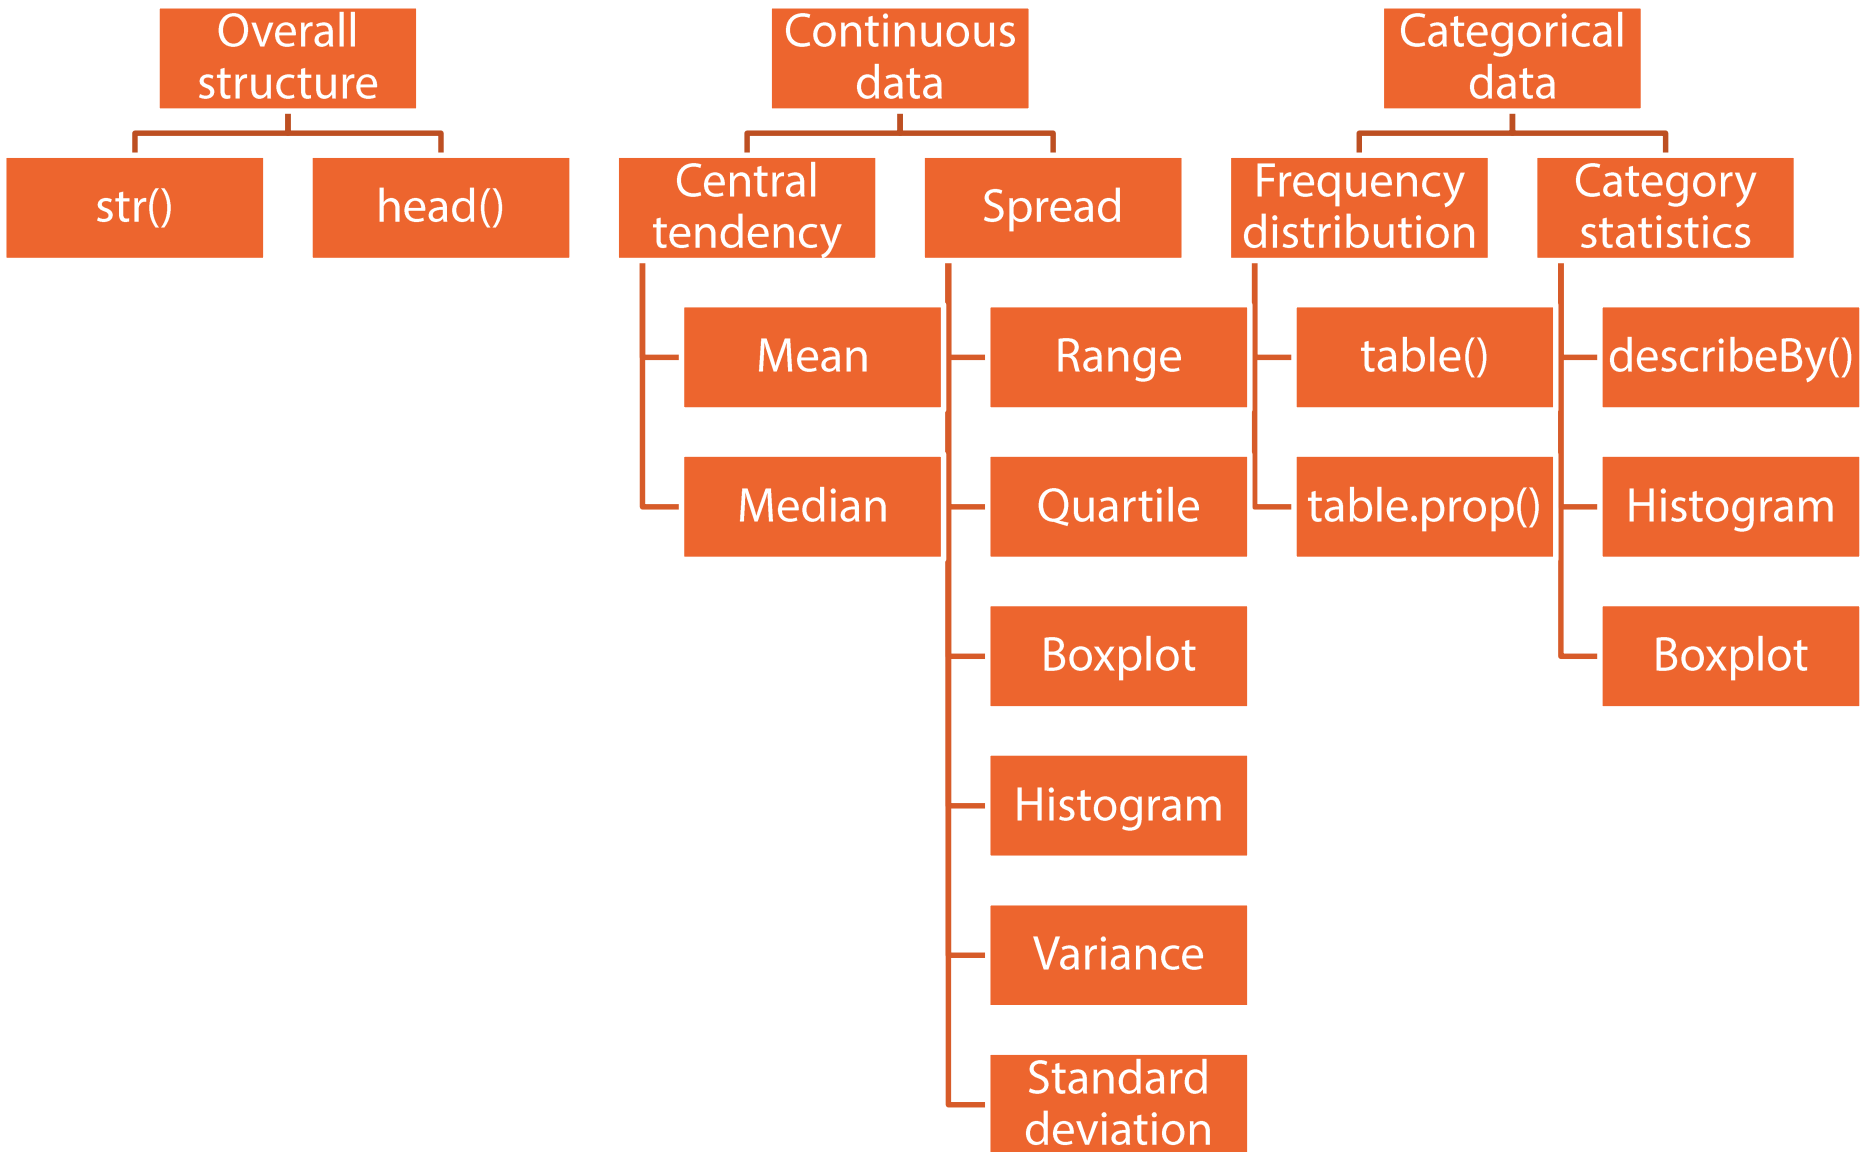 Overall
structure
str()
head()
Continuous
data
Central
tendency
Mean
Median
Spread
Range
Quartile
Boxplot
Histogram
Variance
Standard
deviation
Categorical
data
Frequency
distribution
table()
table.prop()
Category
statistics
describeBy()
Histogram
Boxplot